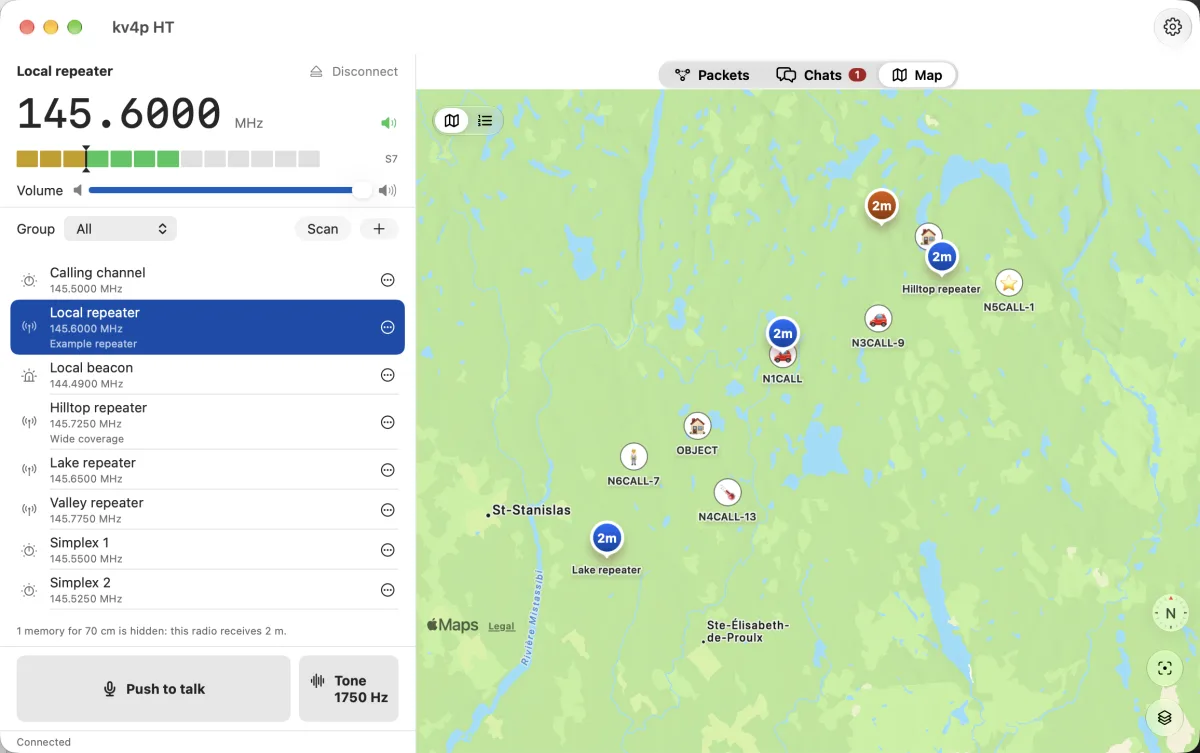 kv4p HT
Local repeater
Disconnect
145.6000 MHz
S7
Volume
Group
All
Scan
Calling channel
145.5000 MHz
Local repeater
145.6000 MHz
Example repeater
Local beacon
144.4900 MHz
Hilltop repeater
145.7250 MHz
Wide coverage
Lake repeater
145.6500 MHz
Valley repeater
145.7750 MHz
Simplex 1
145.5500 MHz
Simplex 2
145.5250 MHz
1 memory for 70 cm is hidden: this radio receives 2 m.
Push to talk
Tone
1750 Hz
Connected
Packets
Chats 1
Map
2m
2m
Hilltop repeater
N5CALL-1
N3CALL-9
2m
N1CALL
OBJECT
N6CALL-7
N4CALL-13
St-Stanislas
2m
Lake repeater
Rivière Mistassibi
Ste-Élisabeth-
de-Proulx
Maps
Legal
N